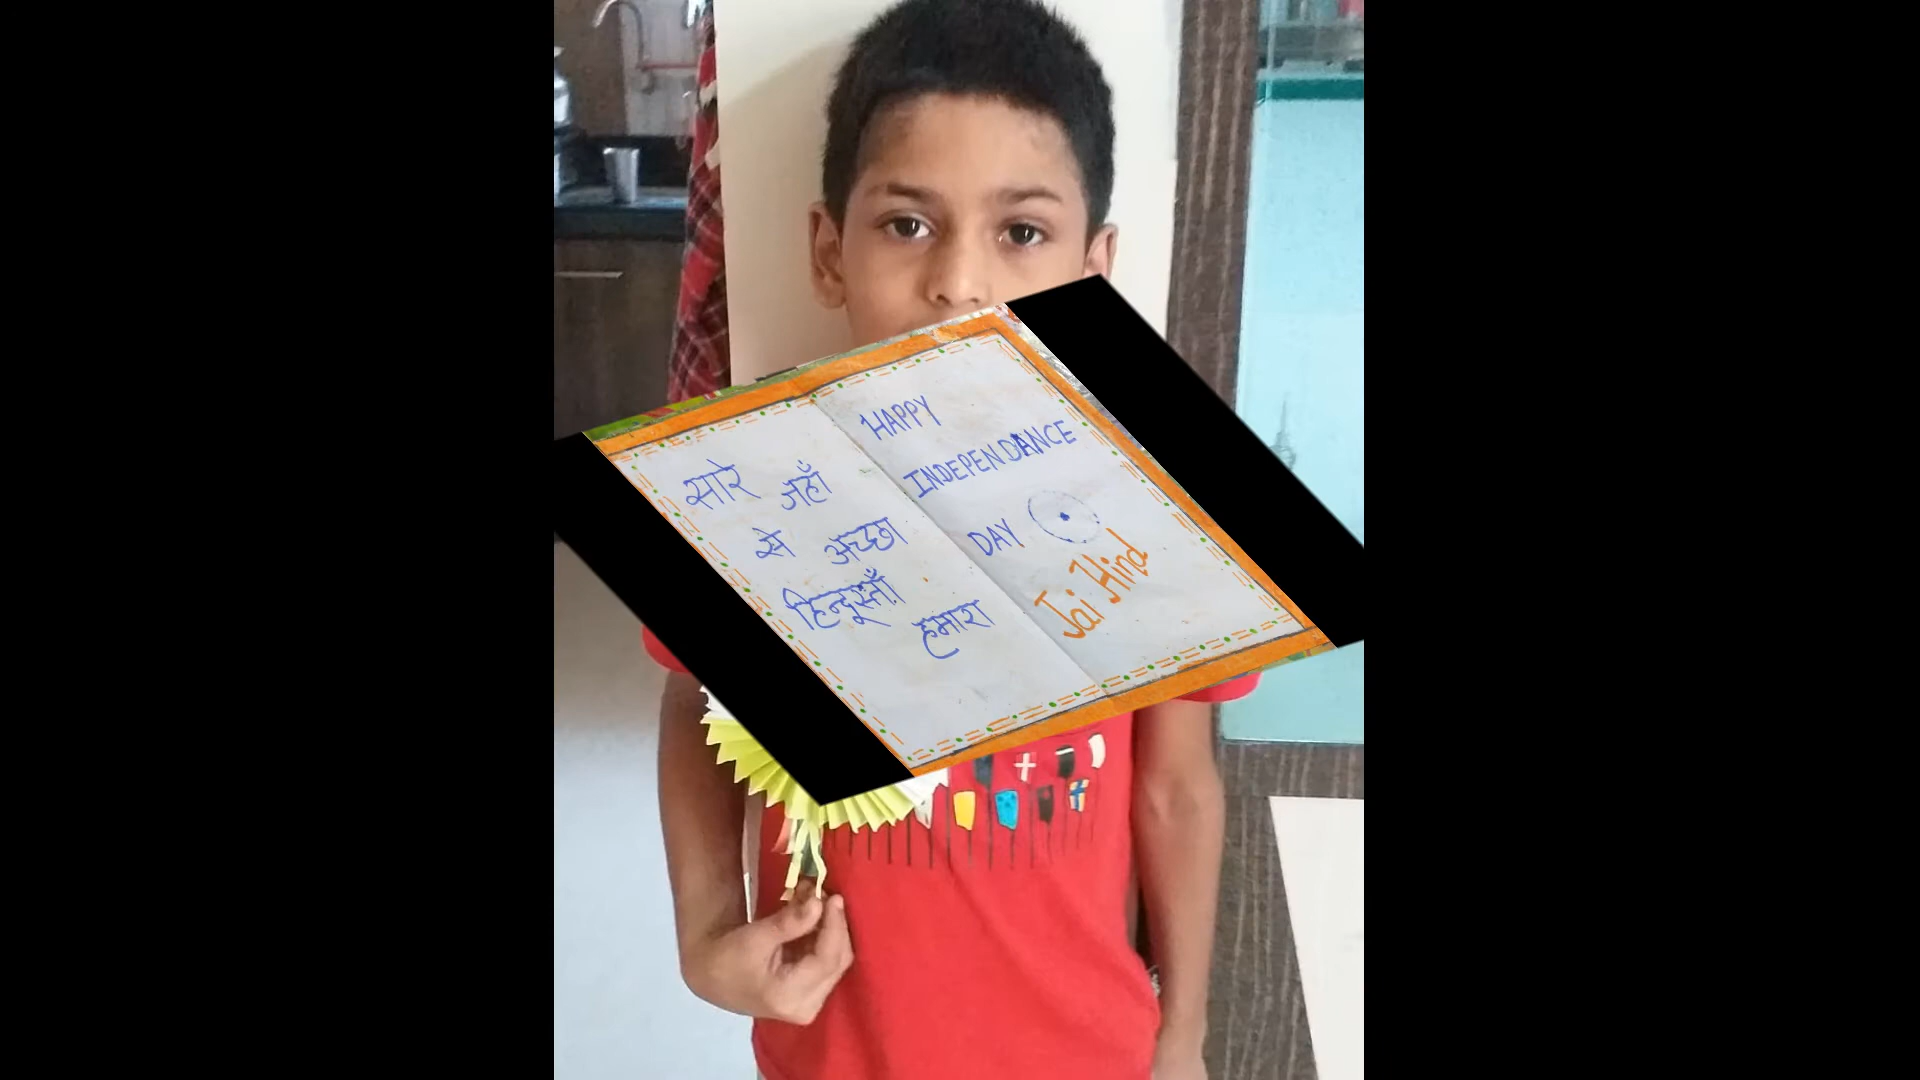 सारे जहाँ
से अच्छा
हिन्दूस्ताँ
हमारा
HAPPY
INDEPENDANCE
DAY
Jai Hind